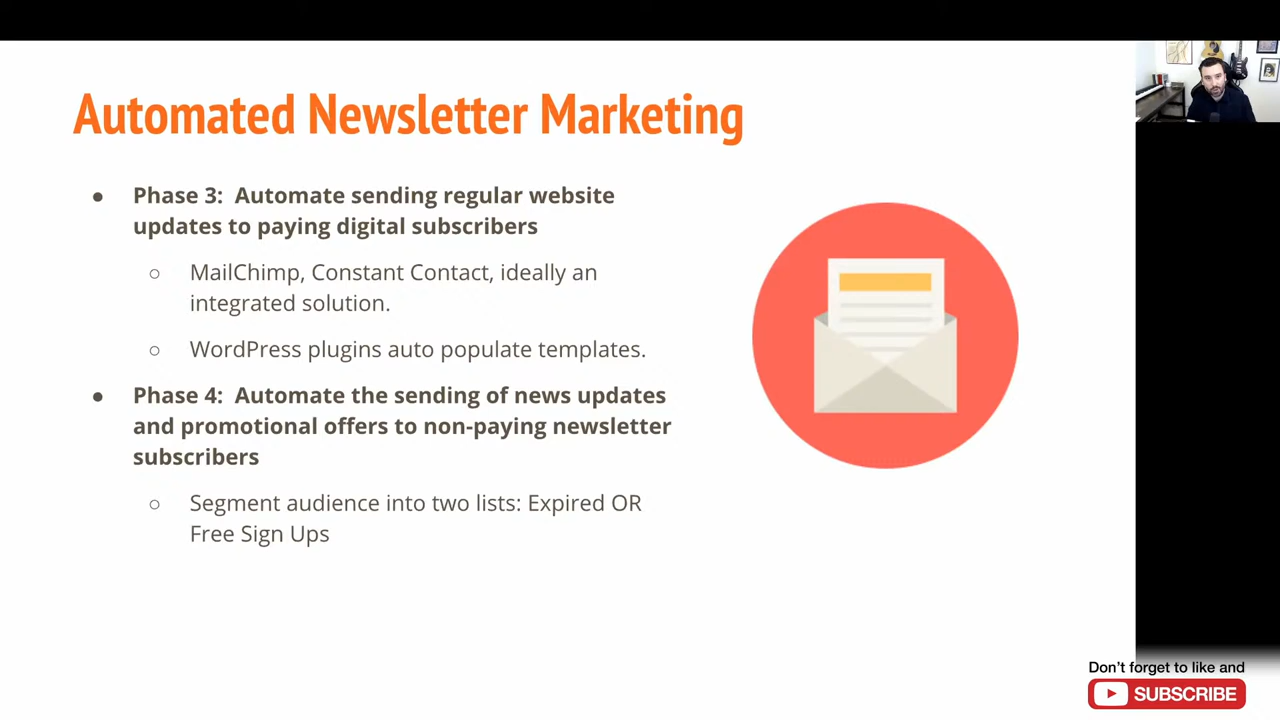 Automated Newsletter Marketing
● Phase 3: Automate sending regular website
updates to paying digital subscribers
○ MailChimp, Constant Contact, ideally an
integrated solution.
○ WordPress plugins auto populate templates.
● Phase 4: Automate the sending of news updates
and promotional offers to non-paying newsletter
subscribers
○ Segment audience into two lists: Expired OR
Free Sign Ups
Don't forget to like and
SUBSCRIBE